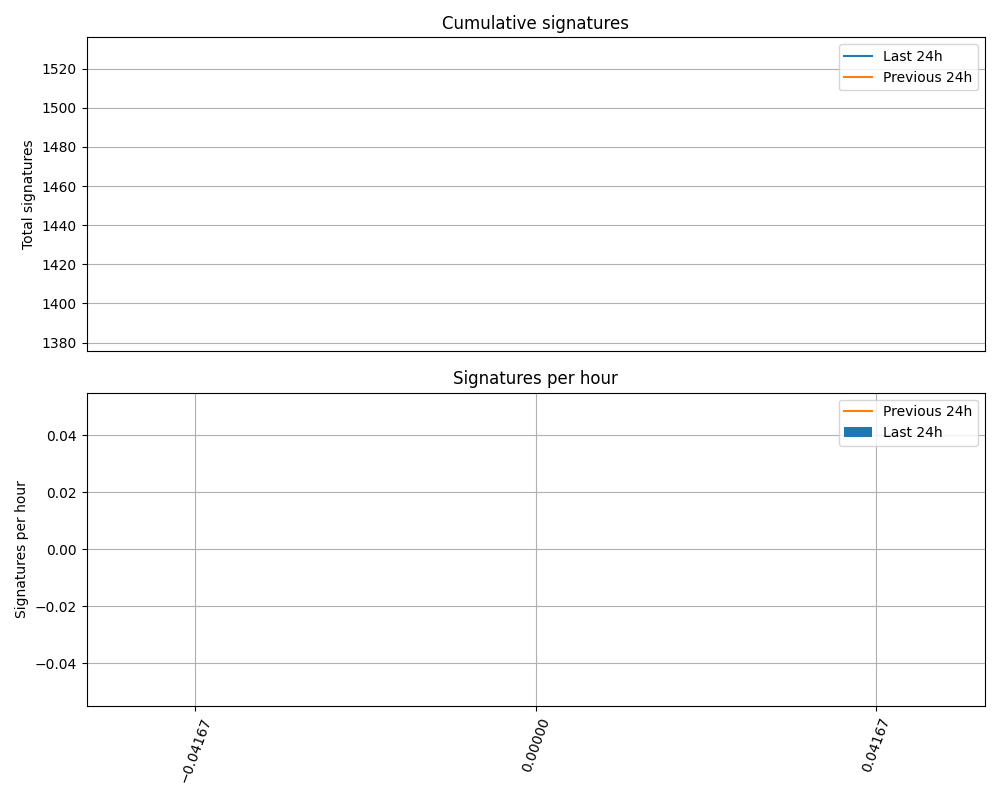 Cumulative signatures
Last 24h
Previous 24h
1520
1500
1480
1460
1440
1420
1400
1380
Total signatures
Signatures per hour
Previous 24h
Last 24h
0.04
0.02
0.00
−0.02
−0.04
Signatures per hour
−0.04167
0.00000
0.04167